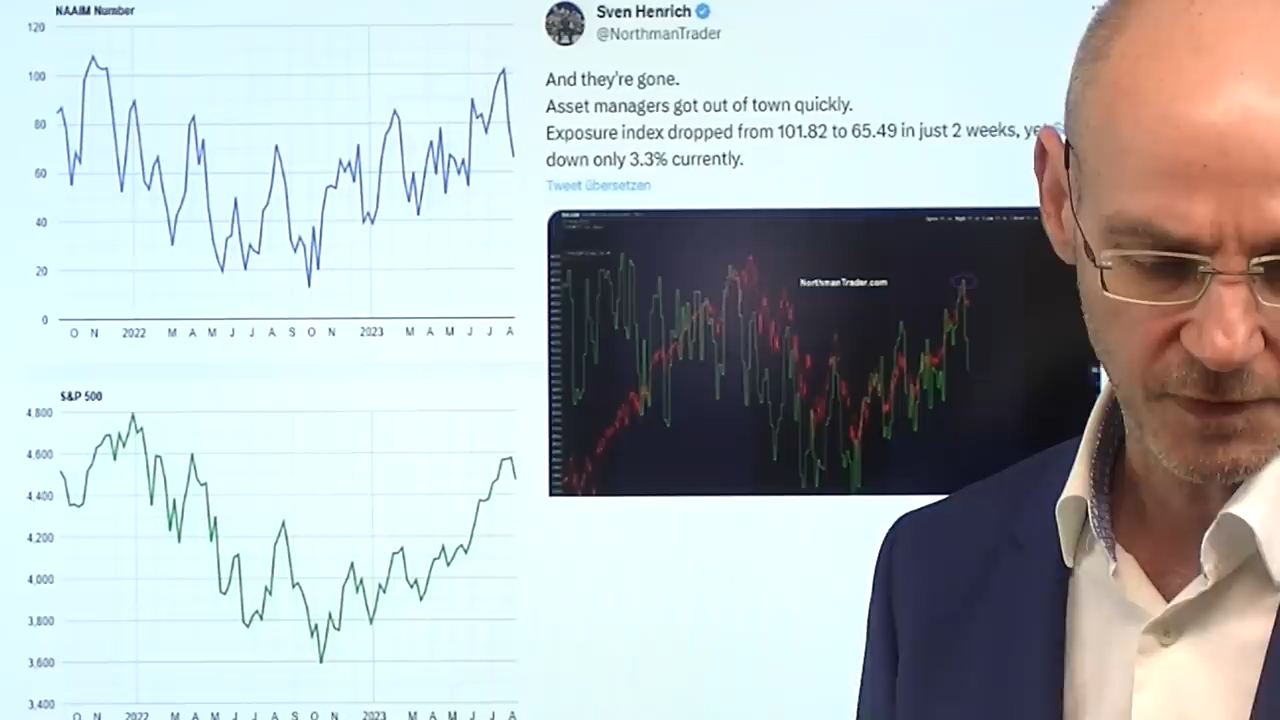 NAAIM Number
120
100
80
60
40
20
0
O N 2022 M A M J J A S O N 2023 M A M J J A
S&P 500
4,800
4,600
4,400
4,200
4,000
3,800
3,600
3,400
O N 2022 M A M J J A S O N 2023 M A M J J A
Sven Henrich
@NorthmanTrader
And they're gone.
Asset managers got out of town quickly.
Exposure index dropped from 101.82 to 65.49 in just 2 weeks,
down only 3.3% currently.
Tweet übersetzen
NorthmanTrader.com